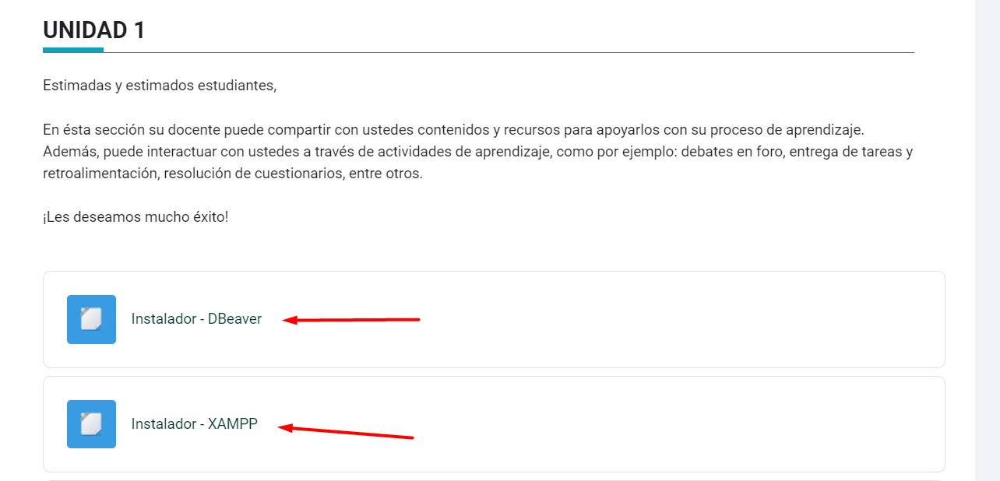 UNIDAD 1
Estimadas y estimados estudiantes,
En ésta sección su docente puede compartir con ustedes contenidos y recursos para apoyarlos con su proceso de aprendizaje.
Además, puede interactuar con ustedes a través de actividades de aprendizaje, como por ejemplo: debates en foro, entrega de tareas y
retroalimentación, resolución de cuestionarios, entre otros.
¡Les deseamos mucho éxito!
Instalador - DBeaver
Instalador - XAMPP